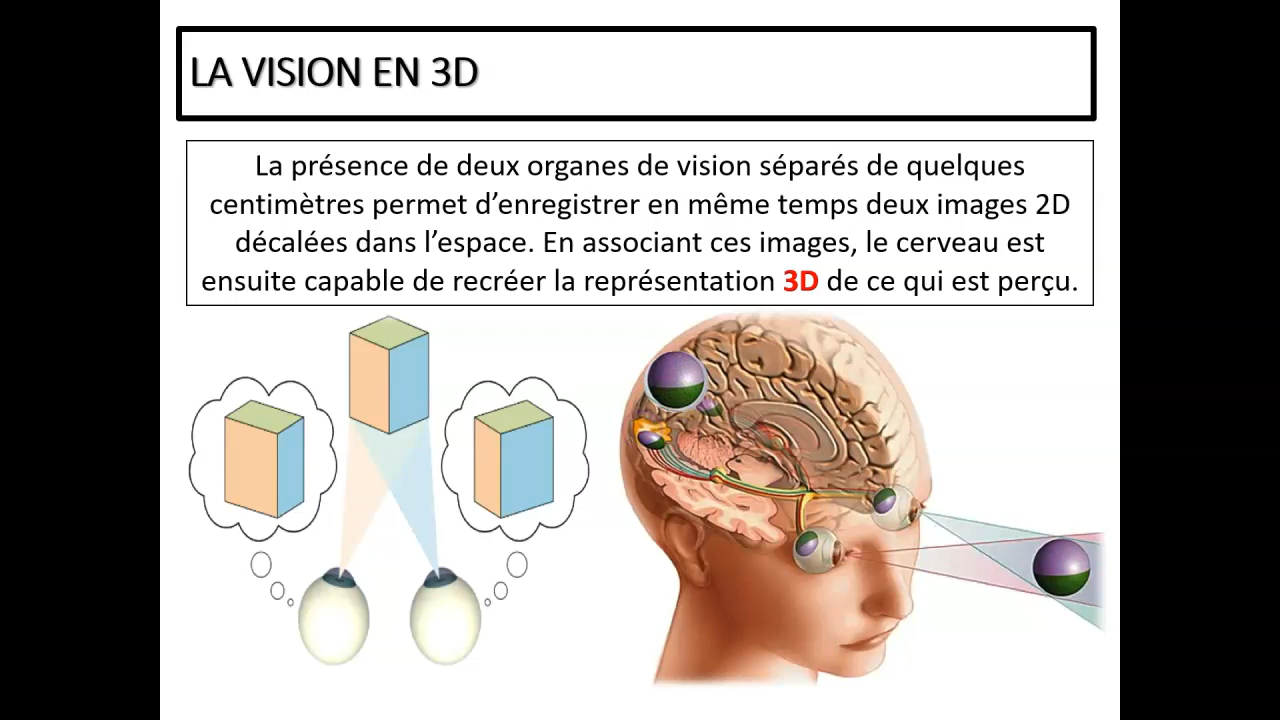 LA VISION EN 3D
La présence de deux organes de vision séparés de quelques
centimètres permet d’enregistrer en même temps deux images 2D
décalées dans l’espace. En associant ces images, le cerveau est
ensuite capable de recréer la représentation 3D de ce qui est perçu.